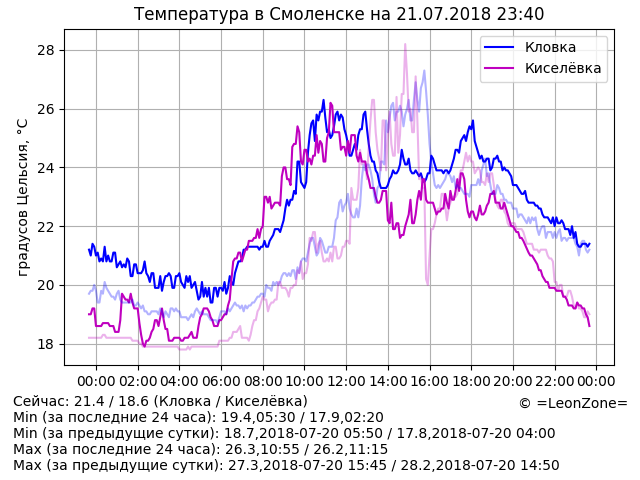 Температура в Смоленске на 21.07.2018 23:40
28
26
24
22
20
18
градусов Цельсия, °C
Кловка
Киселёвка
00:00 02:00 04:00 06:00 08:00 10:00 12:00 14:00 16:00 18:00 20:00 22:00 00:00
Сейчас: 21.4 / 18.6 (Кловка / Киселёвка)
© =LeonZone=
Min (за последние 24 часа): 19.4,05:30 / 17.9,02:20
Min (за предыдущие сутки): 18.7,2018-07-20 05:50 / 17.8,2018-07-20 04:00
Max (за последние 24 часа): 26.3,10:55 / 26.2,11:15
Max (за предыдущие сутки): 27.3,2018-07-20 15:45 / 28.2,2018-07-20 14:50